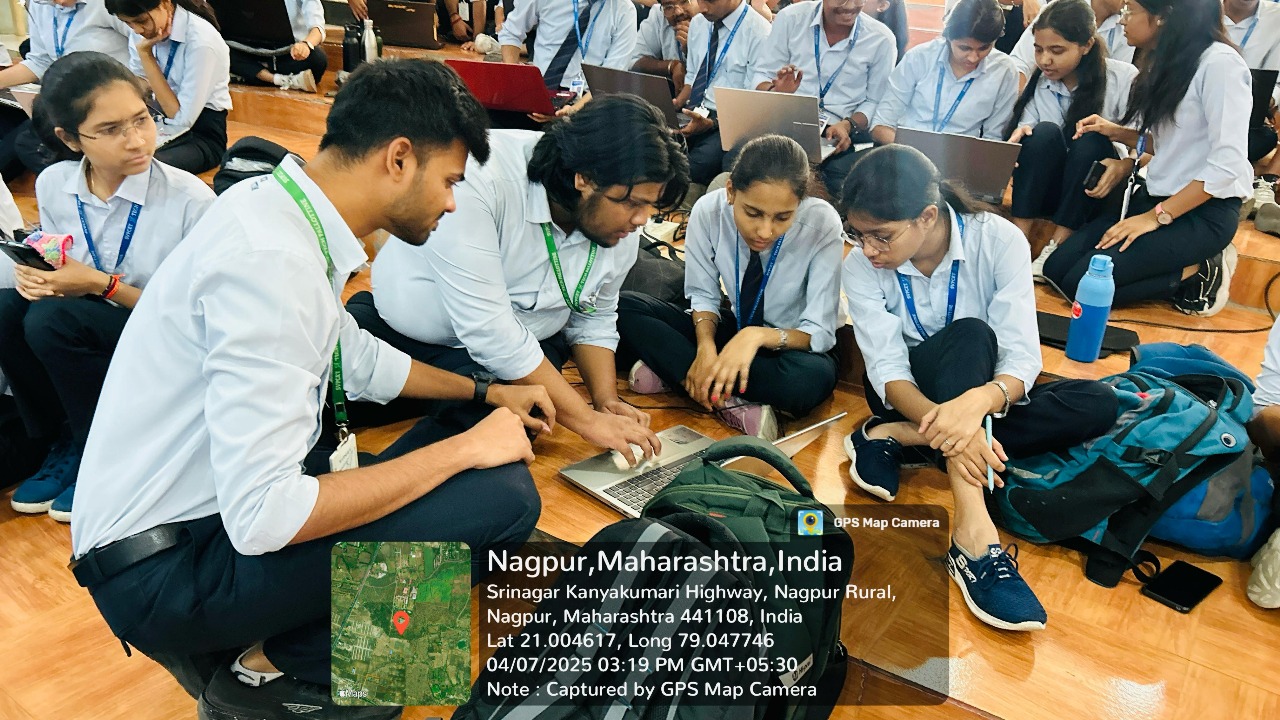 GPS Map Camera
Nagpur,Maharashtra,India
Srinagar Kanyakumari Highway, Nagpur Rural,
Nagpur, Maharashtra 441108, India
Lat 21.004617, Long 79.047746
04/07/2025 03:19 PM GMT+05:30
Note : Captured by GPS Map Camera
Maps